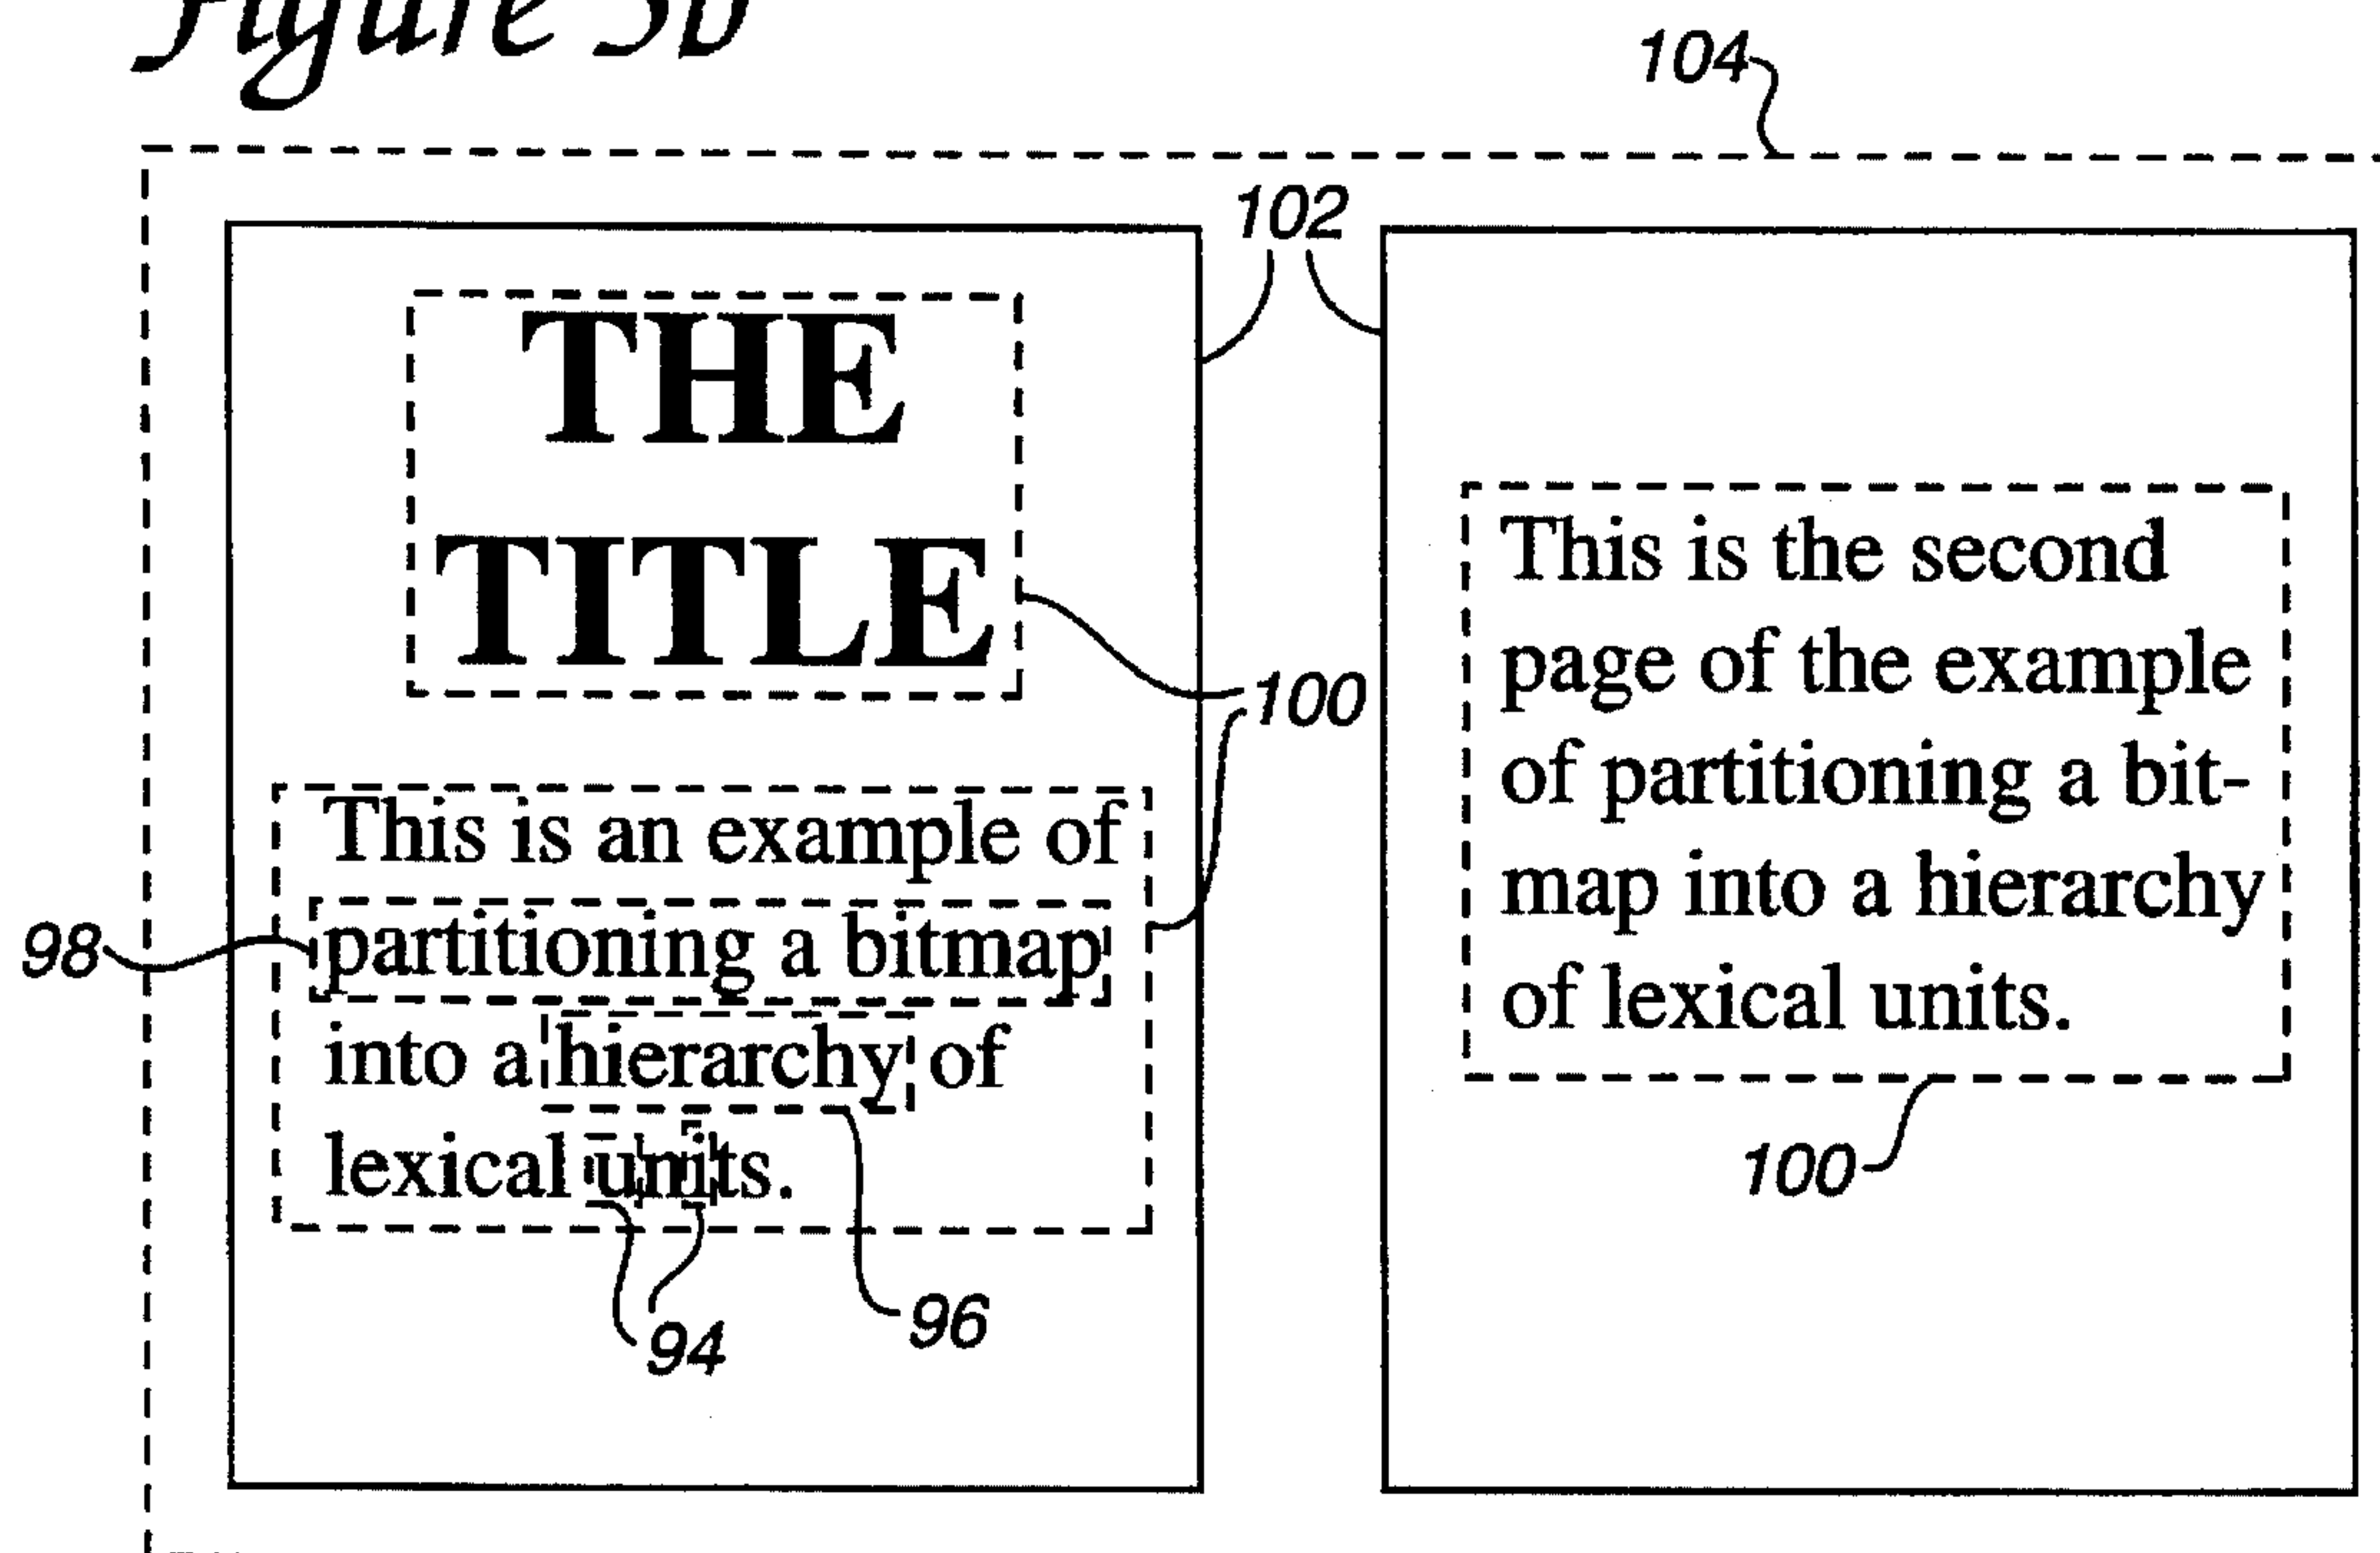 Figure 5b
104
102
THE
TITLE
100
This is an example of
98
partitioning a bitmap
into a hierarchy of
lexical units.
94
96
This is the second
page of the example
of partitioning a bit-
map into a hierarchy
of lexical units.
100